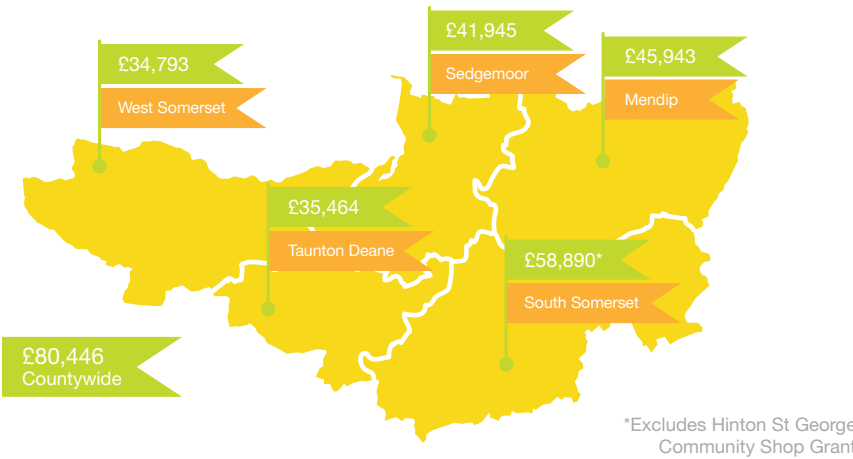 £41,945
Sedgemoor
£34,793
West Somerset
£45,943
Mendip
£35,464
Taunton Deane
£58,890*
South Somerset
£80,446
Countywide
*Excludes Hinton St George
Community Shop Grant